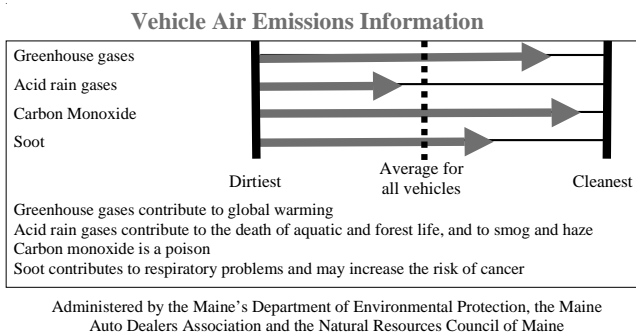 Vehicle Air Emissions Information
Greenhouse gases
Acid rain gases
Carbon Monoxide
Soot
Dirtiest
Average for
all vehicles
Cleanest
Greenhouse gases contribute to global warming
Acid rain gases contribute to the death of aquatic and forest life, and to smog and haze
Carbon monoxide is a poison
Soot contributes to respiratory problems and may increase the risk of cancer
Administered by the Maine's Department of Environmental Protection, the Maine
Auto Dealers Association and the Natural Resources Council of Maine